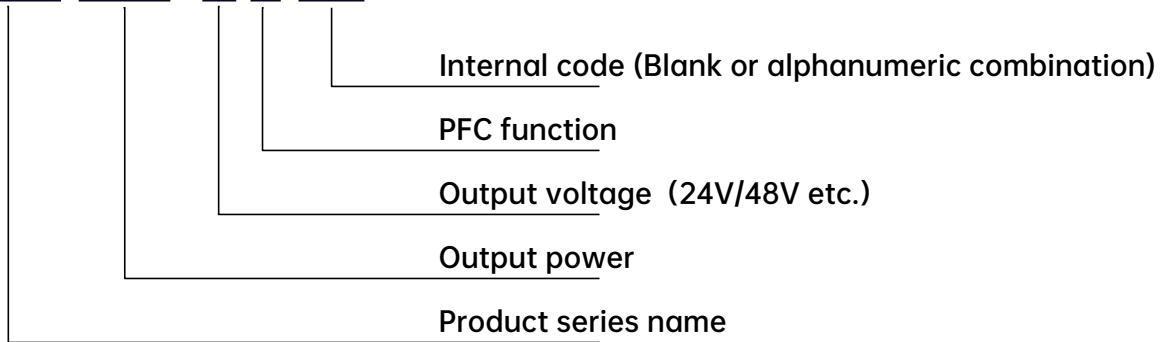 Internal code (Blank or alphanumeric combination)
PFC function
Output voltage (24V/48V etc.)
Output power
Product series name